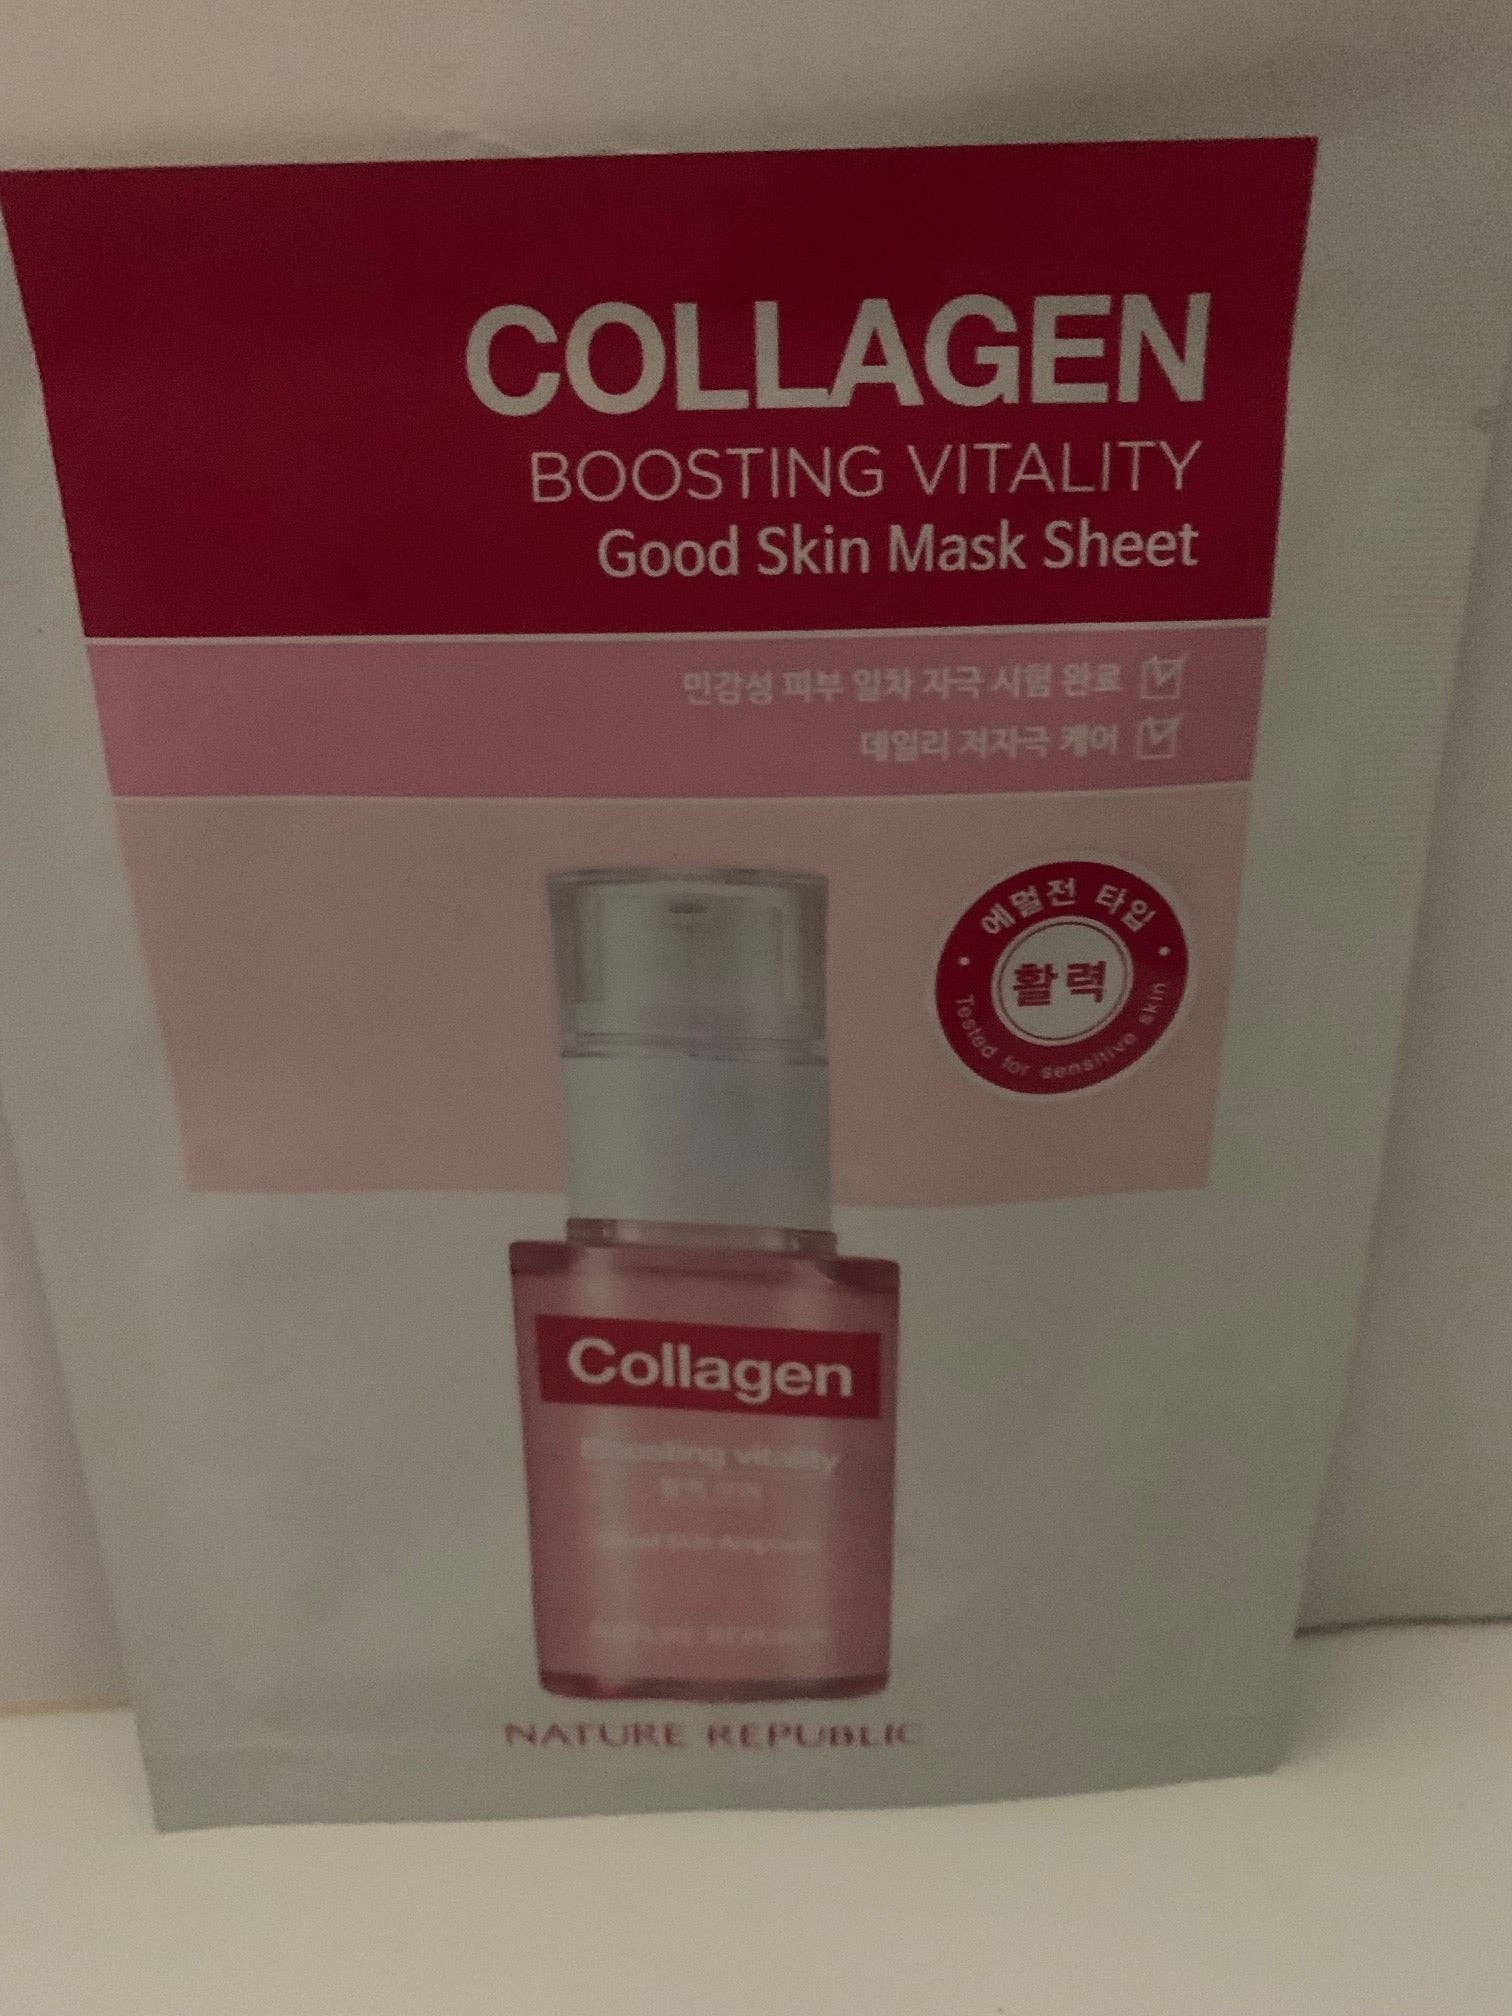 COLLAGEN
BOOSTING VITALITY
Good Skin Mask Sheet
민감성 피부 일차 자극 시험 완료
데일리 저자극 케어
에멀전 타입
활력
Tested for sensitive skin
Collagen
Boosting vitality
NATURE REPUBLIC